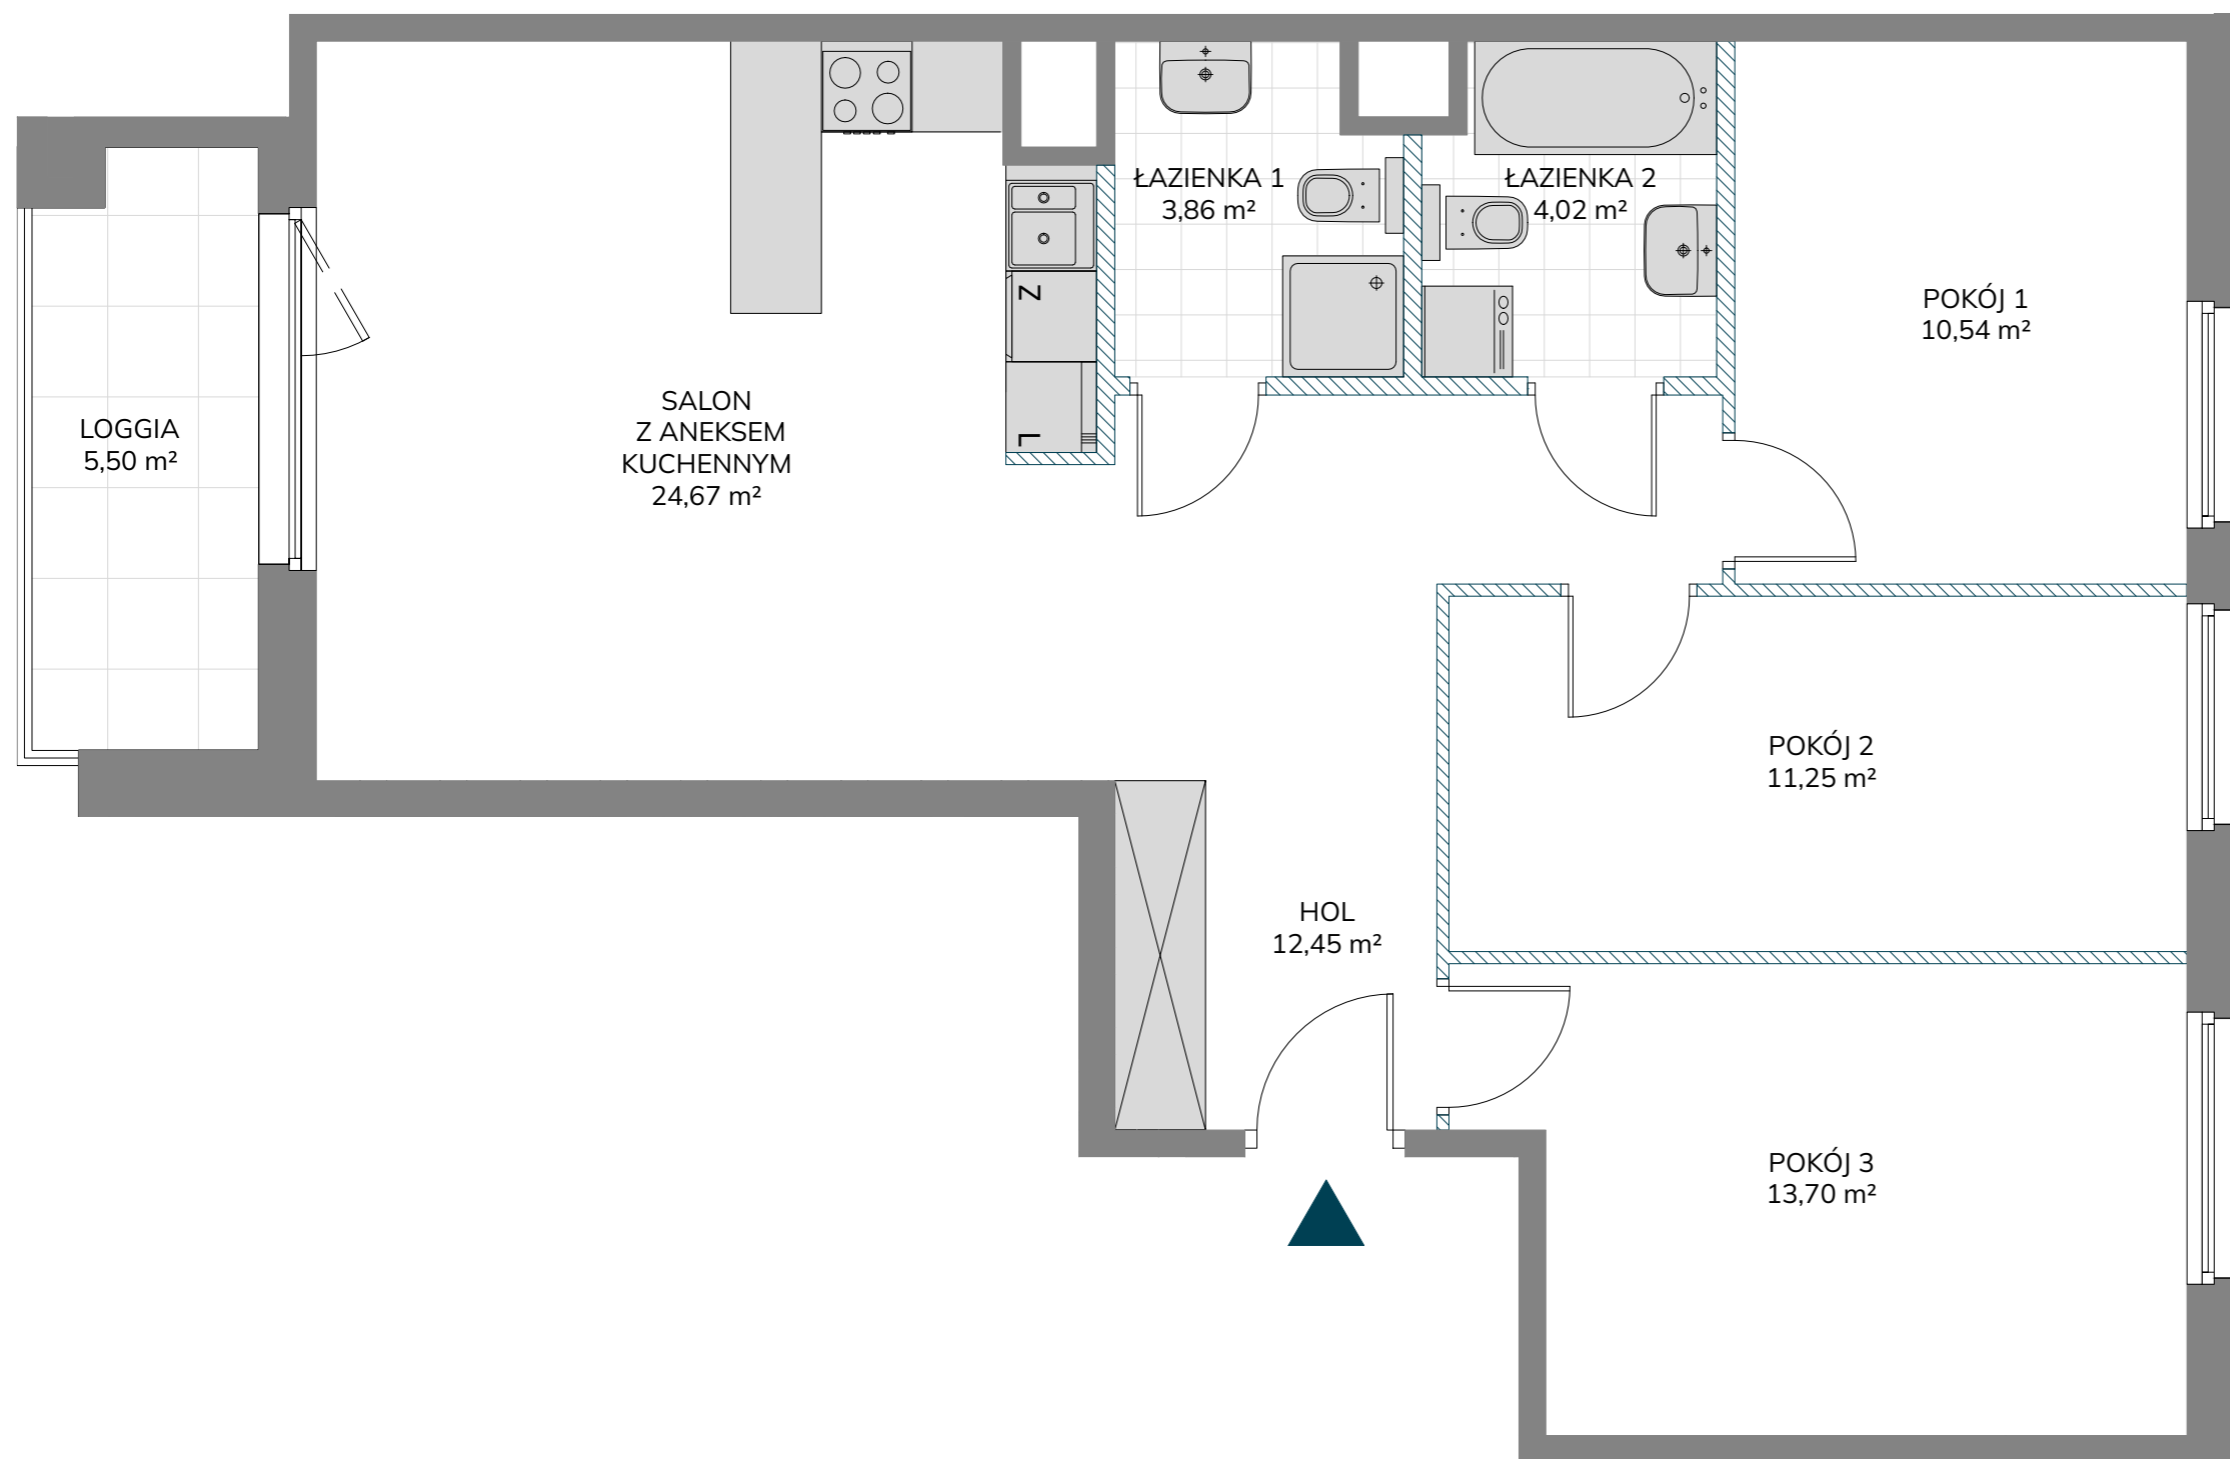 ŁAZIENKA 1
3,86 m²
ŁAZIENKA 2
4,02 m²
POKÓJ 1
10,54 m²
Z
L
SALON
Z ANEKSEM
KUCHENNYM
24,67 m²
LOGGIA
5,50 m²
POKÓJ 2
11,25 m²
HOL
12,45 m²
POKÓJ 3
13,70 m²